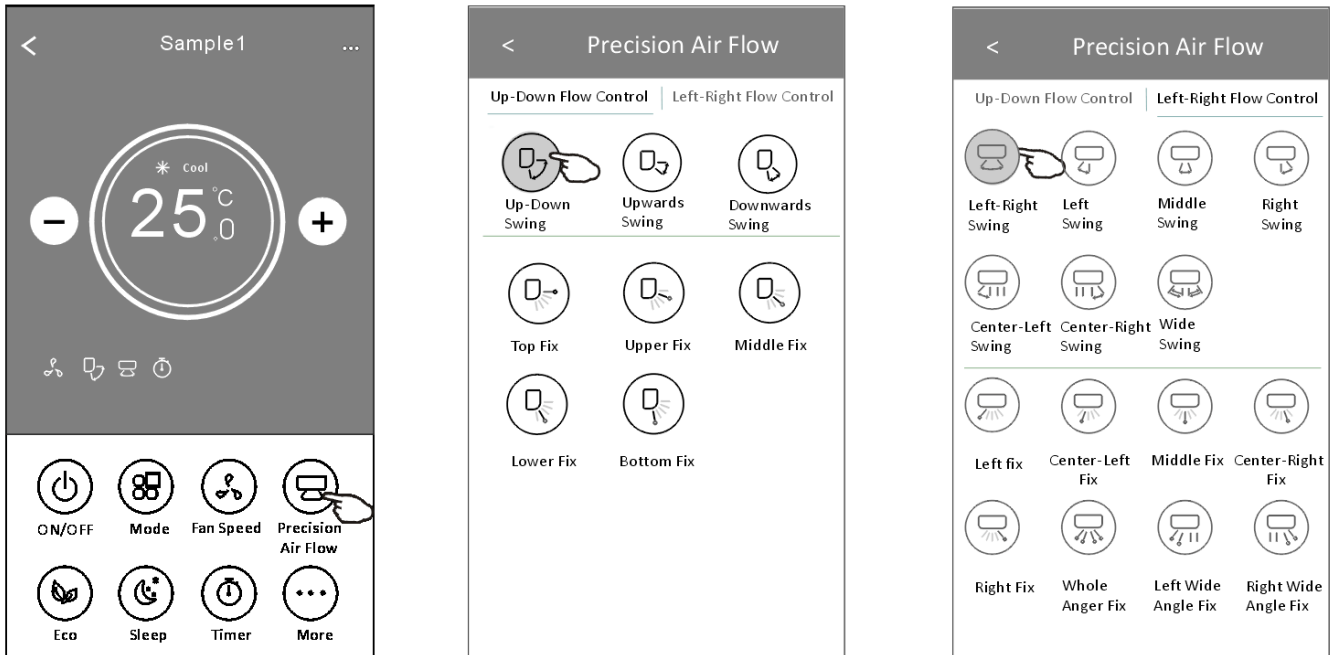 < Sample1 ...
Cool
25 °C
.0
- +
ON/OFF Mode Fan Speed Precision
Air Flow
Eco Sleep Timer More
< Precision Air Flow
Up-Down Flow Control Left-Right Flow Control
Up-Down Upwards Downwards
Swing Swing Swing
Top Fix Upper Fix Middle Fix
Lower Fix Bottom Fix
< Precision Air Flow
Up-Down Flow Control Left-Right Flow Control
Left-Right Left Middle Right
Swing Swing Swing Swing
Center-Left Center-Right Wide
Swing Swing Swing
Left fix Center-Left Middle Fix Center-Right
Fix Fix
Right Fix Whole Left Wide Right Wide
Anger Fix Angle Fix Angle Fix